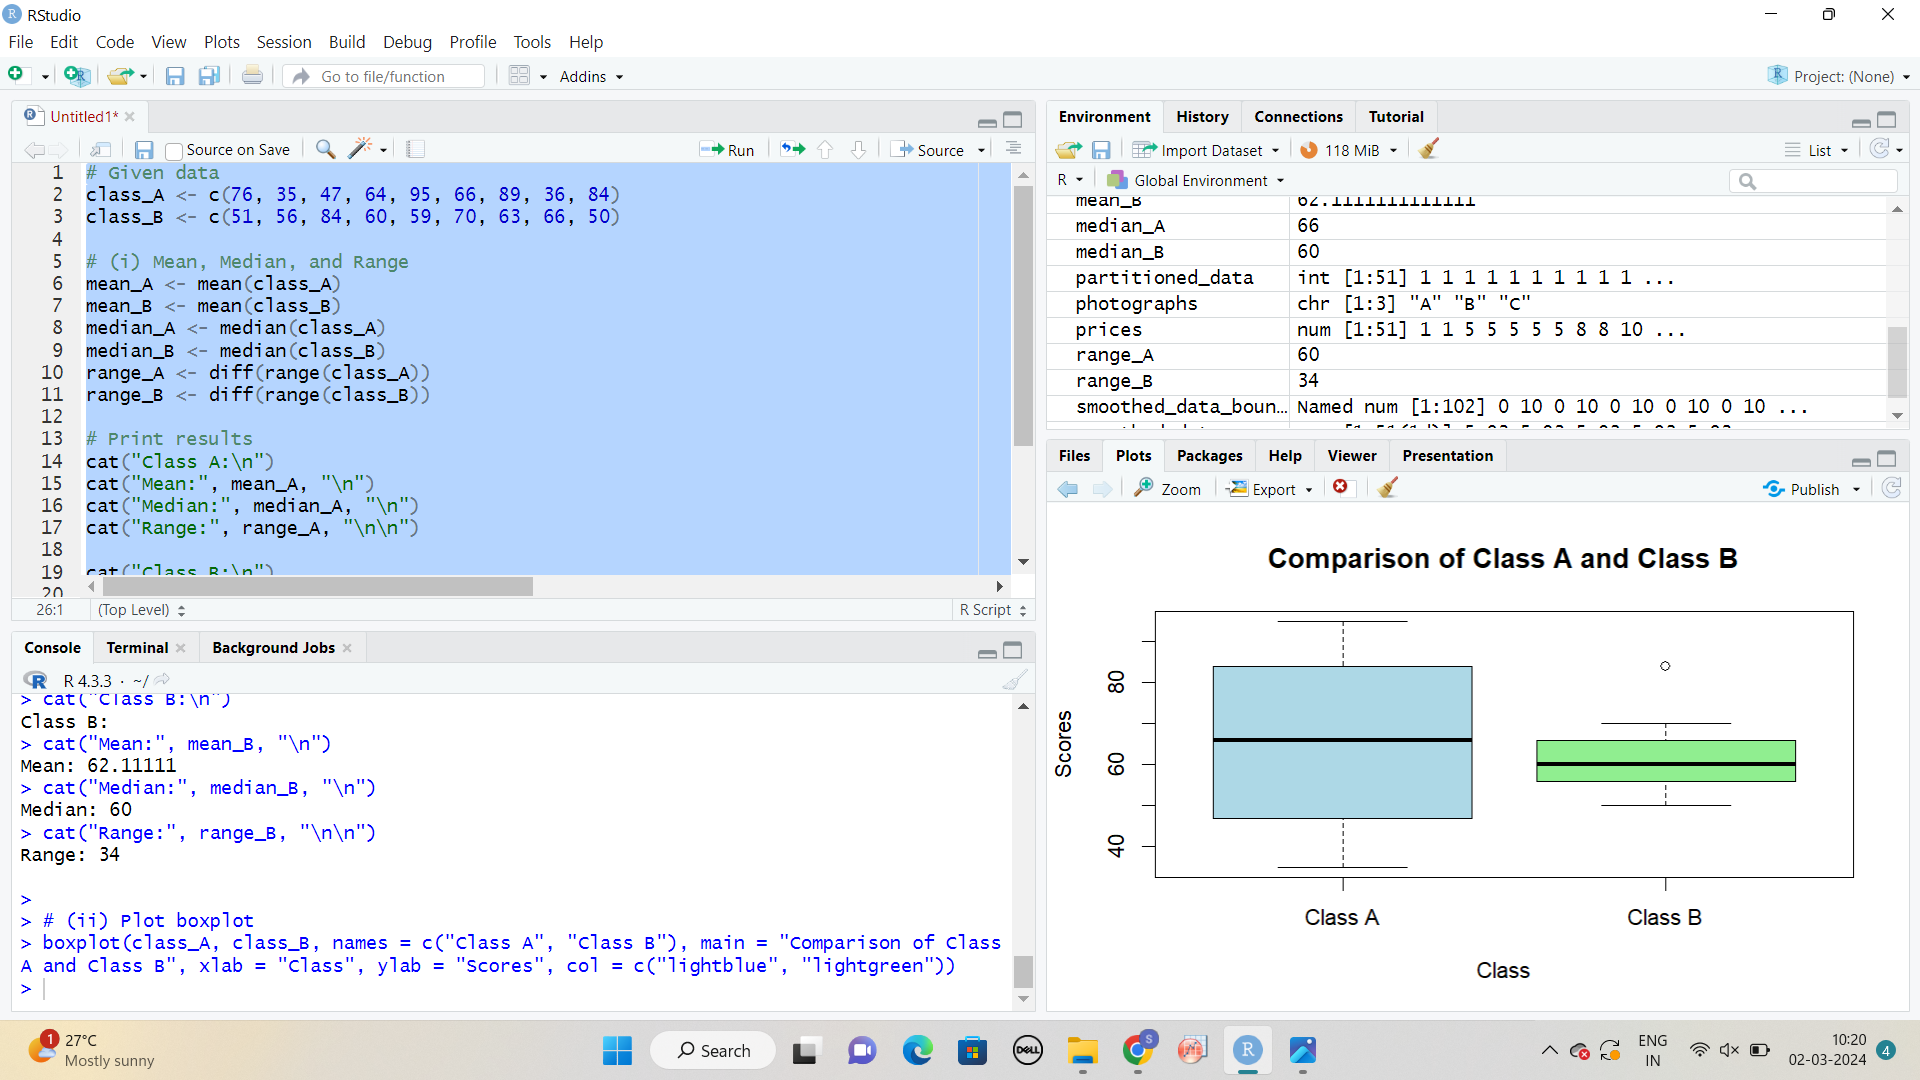 RStudio
File Edit Code View Plots Session Build Debug Profile Tools Help
Go to file/function Addins Project: (None)
Untitled1*
Source on Save Run Source
1 # Given data
2 class_A <- c(76, 35, 47, 64, 95, 66, 89, 36, 84)
3 class_B <- c(51, 56, 84, 60, 59, 70, 63, 66, 50)
4
5 # (i) Mean, Median, and Range
6 mean_A <- mean(class_A)
7 mean_B <- mean(class_B)
8 median_A <- median(class_A)
9 median_B <- median(class_B)
10 range_A <- diff(range(class_A))
11 range_B <- diff(range(class_B))
12
13 # Print results
14 cat("Class A:\n")
15 cat("Mean:", mean_A, "\n")
16 cat("Median:", median_A, "\n")
17 cat("Range:", range_A, "\n\n")
18
19 cat("Class B:\n")
20
26:1 (Top Level) R Script
Console Terminal Background Jobs
R 4.3.3 · ~/
> cat("Class B:\n")
Class B:
> cat("Mean:", mean_B, "\n")
Mean: 62.11111
> cat("Median:", median_B, "\n")
Median: 60
> cat("Range:", range_B, "\n\n")
Range: 34
>
> # (ii) Plot boxplot
> boxplot(class_A, class_B, names = c("Class A", "Class B"), main = "Comparison of Class
A and Class B", xlab = "Class", ylab = "Scores", col = c("lightblue", "lightgreen"))
>
Environment History Connections Tutorial
Import Dataset 118 MiB List
R Global Environment
mean_B 62.1111111111111
median_A 66
median_B 60
partitioned_data int [1:51] 1 1 1 1 1 1 1 1 1 1 ...
photographs chr [1:3] "A" "B" "C"
prices num [1:51] 1 1 5 5 5 5 5 8 8 10 ...
range_A 60
range_B 34
smoothed_data_boun... Named num [1:102] 0 10 0 10 0 10 0 10 0 10 ...
Files Plots Packages Help Viewer Presentation
Zoom Export Publish
Comparison of Class A and Class B
Scores
80
60
40
Class A Class B
Class
1 27°C
Mostly sunny
Search
DELL
S
R
ENG
IN
10:20
02-03-2024
4